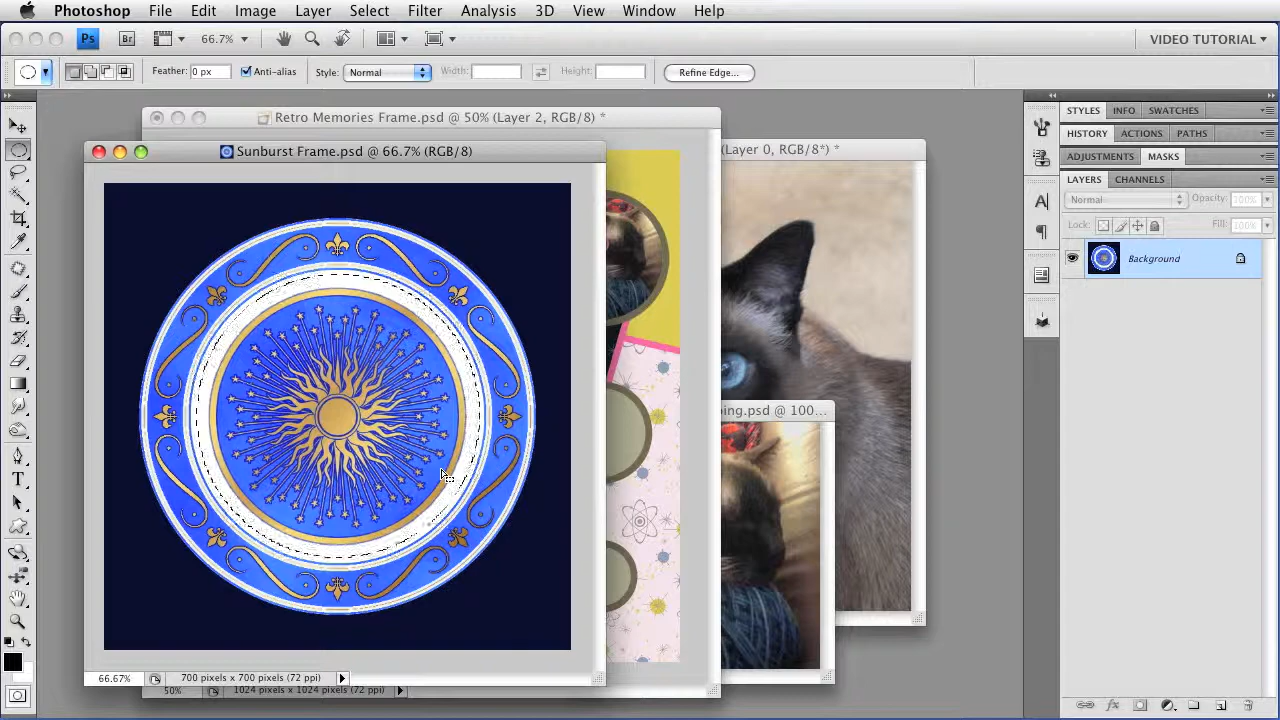 Photoshop File Edit Image Layer Select Filter Analysis 3D View Window Help
Ps Br 66.7% VIDEO TUTORIAL
Feather: 0 px Anti-alias Style: Normal Width: Height: Refine Edge...
Retro Memories Frame.psd @ 50% (Layer 2, RGB/8) *
Sunburst Frame.psd @ 66.7% (RGB/8)
(Layer 0, RGB/8*) *
ping.psd @ 100...
STYLES INFO SWATCHES
HISTORY ACTIONS PATHS
ADJUSTMENTS MASKS
LAYERS CHANNELS
Normal Opacity: 100%
Lock: Fill: 100%
Background
66.67% 700 pixels x 700 pixels (72 ppi)
50% 1024 pixels x 1024 pixels (72 ppi)